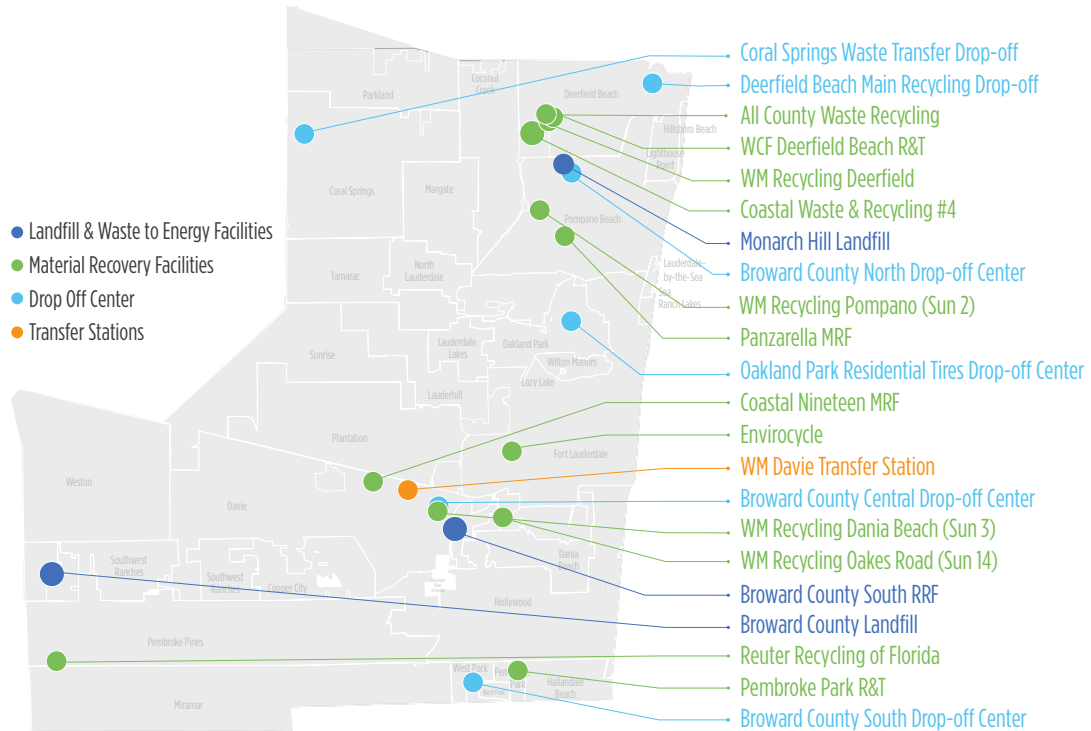 Landfill & Waste to Energy Facilities
Material Recovery Facilities
Drop Off Center
Transfer Stations
Parkland
Coconut
Creek
Deerfield Beach
Hillsboro Beach
Lighthouse
Point
Coral Springs
Margate
Pompano Beach
Tamarac
North
Lauderdale
Lauderdale-
by-the-Sea
Sea
Ranch Lakes
Sunrise
Lauderdale
Lakes
Oakland Park
Wilton Manors
Lazy Lake
Lauderhill
Plantation
Fort Lauderdale
Weston
Davie
Southwest
Ranches
Southwest
Ranches
Cooper City
Dania
Beach
Hollywood
Pembroke Pines
West Park
Park
West Park
Hallandale
Beach
Miramar
Coral Springs Waste Transfer Drop-off
Deerfield Beach Main Recycling Drop-off
All County Waste Recycling
WCF Deerfield Beach R&T
WM Recycling Deerfield
Coastal Waste & Recycling #4
Monarch Hill Landfill
Broward County North Drop-off Center
WM Recycling Pompano (Sun 2)
Panzarella MRF
Oakland Park Residential Tires Drop-off Center
Coastal Nineteen MRF
Envirocycle
WM Davie Transfer Station
Broward County Central Drop-off Center
WM Recycling Dania Beach (Sun 3)
WM Recycling Oakes Road (Sun 14)
Broward County South RRF
Broward County Landfill
Reuter Recycling of Florida
Pembroke Park R&T
Broward County South Drop-off Center